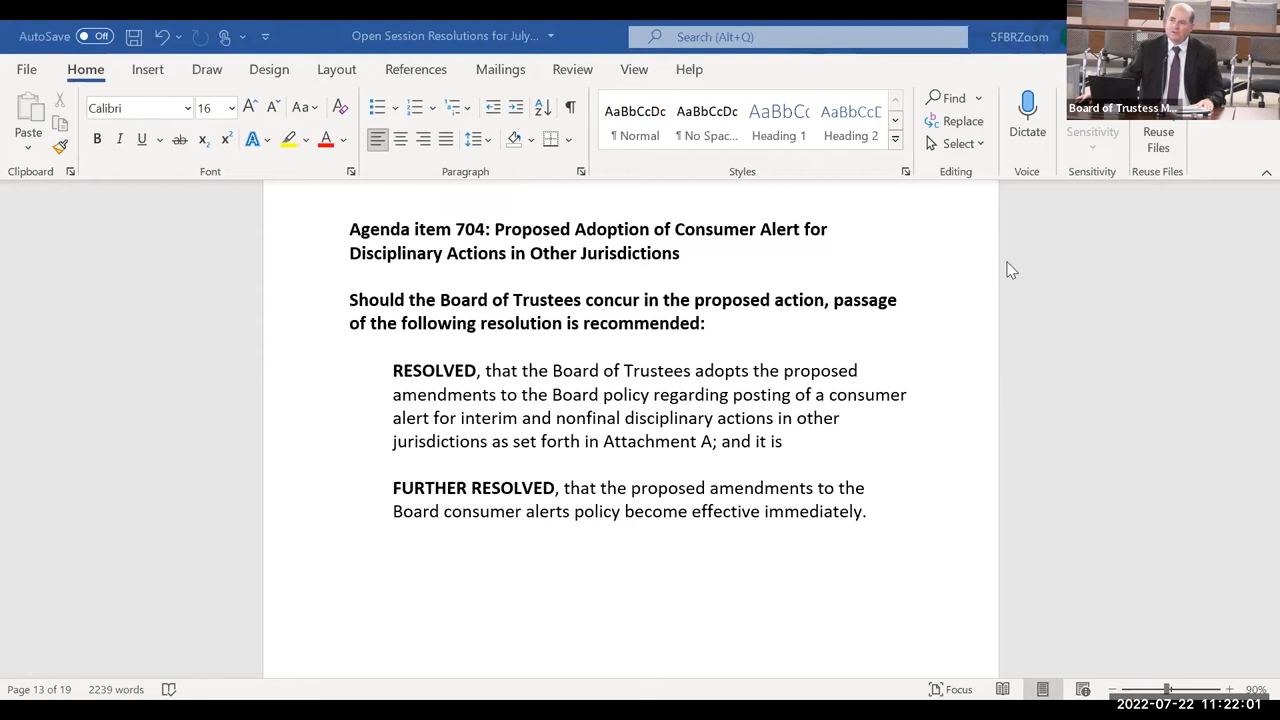 AutoSave Off
Open Session Resolutions for July...
Search (Alt+Q)
SFBRZoom
Board of Trustess M...
File Home Insert Draw Design Layout References Mailings Review View Help
Paste
Clipboard
Calibri 16
Font
Paragraph
AaBbCcDc AaBbCcDc AaBbCc AaBbCcD
¶ Normal ¶ No Spac... Heading 1 Heading 2
Styles
Find
Replace
Select
Editing
Dictate
Voice
Sensitivity
Sensitivity
Reuse
Files
Reuse Files
Agenda item 704: Proposed Adoption of Consumer Alert for
Disciplinary Actions in Other Jurisdictions
Should the Board of Trustees concur in the proposed action, passage
of the following resolution is recommended:
RESOLVED, that the Board of Trustees adopts the proposed
amendments to the Board policy regarding posting of a consumer
alert for interim and nonfinal disciplinary actions in other
jurisdictions as set forth in Attachment A; and it is
FURTHER RESOLVED, that the proposed amendments to the
Board consumer alerts policy become effective immediately.
Page 13 of 19 2239 words
Focus
90%
2022-07-22 11:22:01